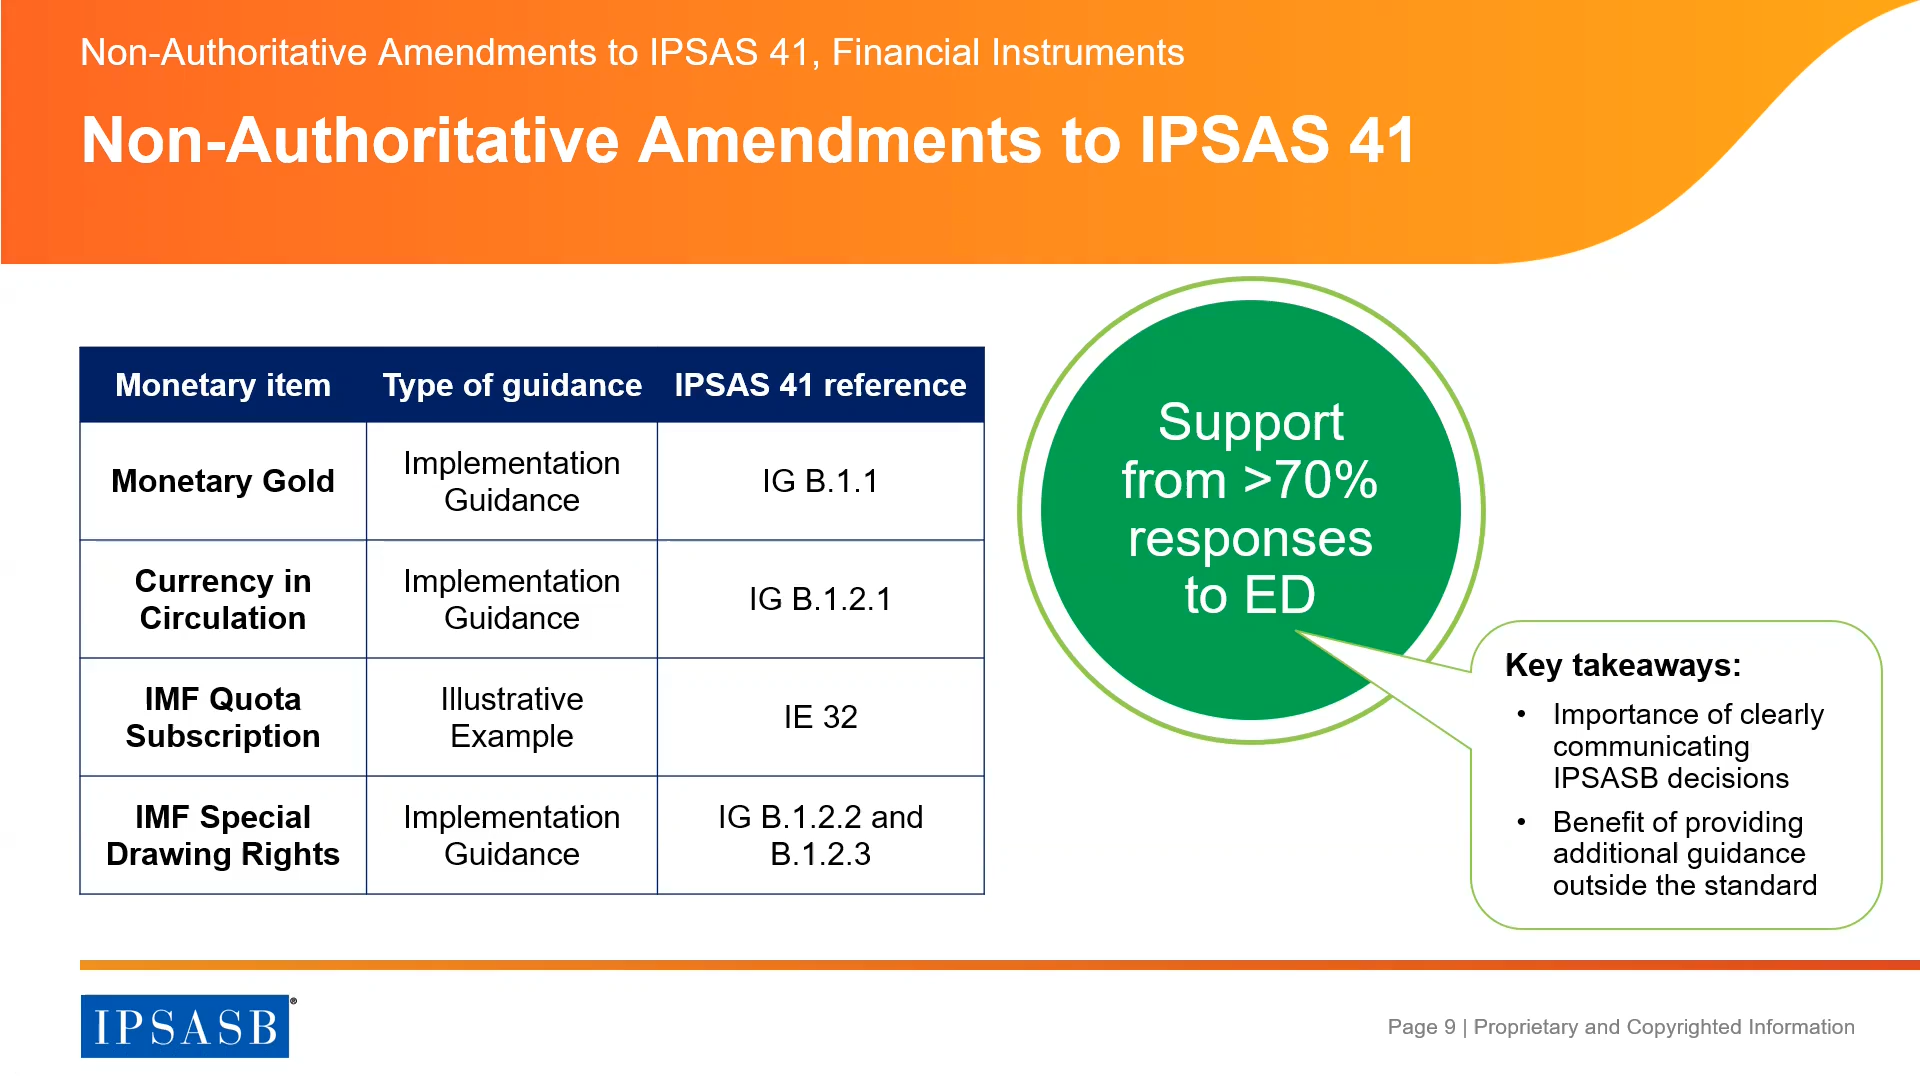 Non-Authoritative Amendments to IPSAS 41, Financial Instruments
Non-Authoritative Amendments to IPSAS 41
Monetary item Type of guidance IPSAS 41 reference
Monetary Gold
Implementation
Guidance
IG B.1.1
Currency in
Circulation
Implementation
Guidance
IG B.1.2.1
IMF Quota
Subscription
Illustrative
Example
IE 32
IMF Special
Drawing Rights
Implementation
Guidance
IG B.1.2.2 and
B.1.2.3
Support
from >70%
responses
to ED
Key takeaways:
• Importance of clearly
communicating
IPSASB decisions
• Benefit of providing
additional guidance
outside the standard
IPSASB®
Page 9 | Proprietary and Copyrighted Information